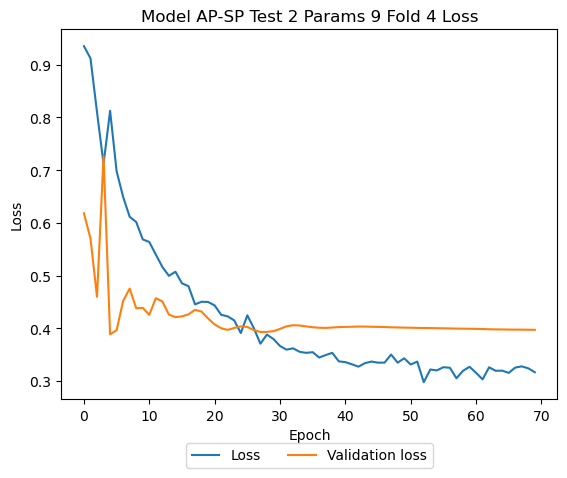 Model AP-SP Test 2 Params 9 Fold 4 Loss
0.9
0.8
0.7
0.6
0.5
0.4
0.3
Loss
0 10 20 30 40 50 60 70
Epoch
Loss Validation loss